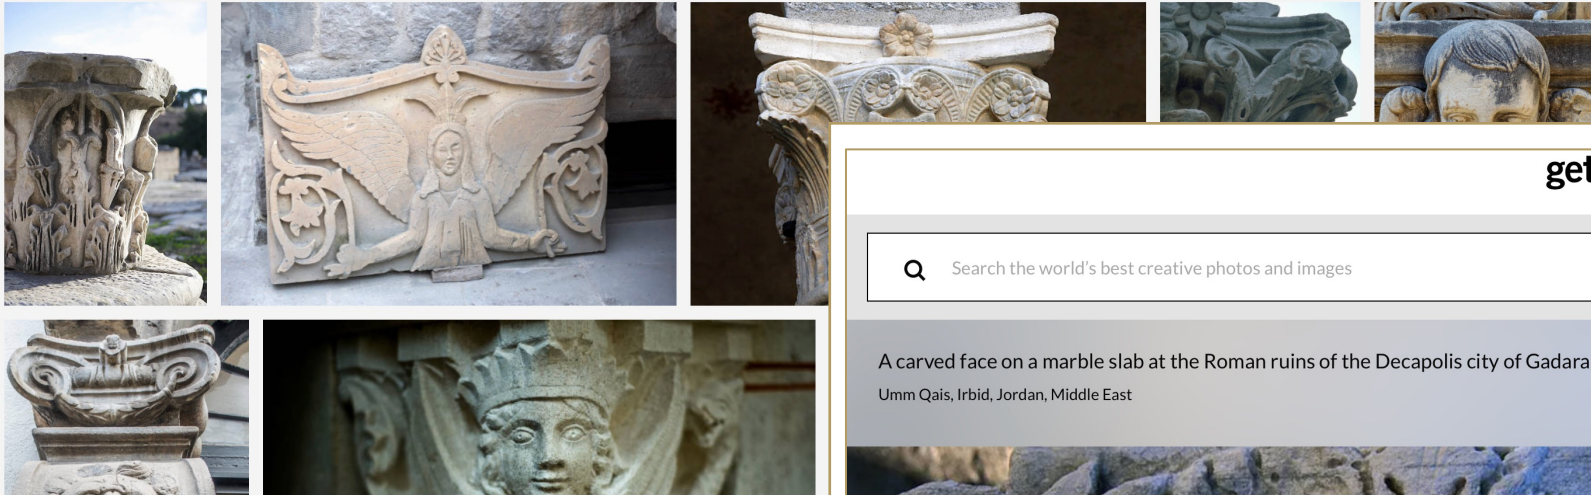 get
Search the world's best creative photos and images
A carved face on a marble slab at the Roman ruins of the Decapolis city of Gadara
Umm Qais, Irbid, Jordan, Middle East